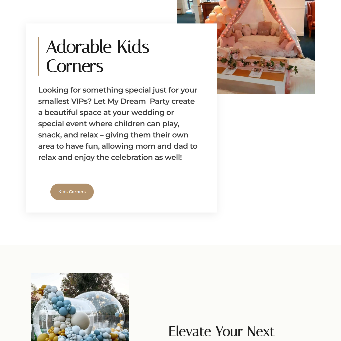 Adorable Kids
Corners
Looking for something special just for your
smallest VIPs? Let My Dream Party create
a beautiful space at your wedding or
special event where children can play,
snack, and relax – giving them their own
area to have fun, allowing mom and dad to
relax and enjoy the celebration as well!
Kids Corners
Elevate Your Next